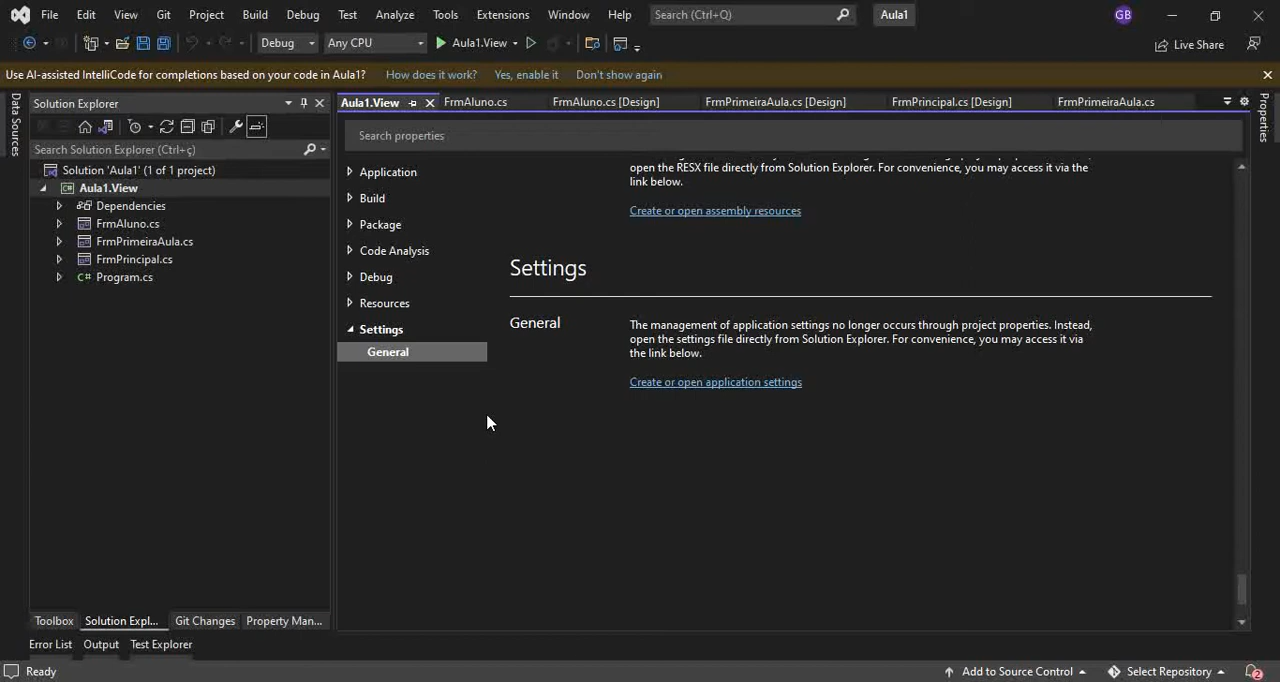 File Edit View Git Project Build Debug Test Analyze Tools Extensions Window Help Search (Ctrl+Q) Aula1 GB
Debug Any CPU Aula1.View Live Share
Use AI-assisted IntelliCode for completions based on your code in Aula1? How does it work? Yes, enable it Don't show again
Data Sources
Solution Explorer
Search Solution Explorer (Ctrl+ç)
Solution 'Aula1' (1 of 1 project)
Aula1.View
Dependencies
FrmAluno.cs
FrmPrimeiraAula.cs
FrmPrincipal.cs
C# Program.cs
Toolbox Solution Expl... Git Changes Property Man...
Aula1.View FrmAluno.cs FrmAluno.cs [Design] FrmPrimeiraAula.cs [Design] FrmPrincipal.cs [Design] FrmPrimeiraAula.cs
Search properties
Application
Build
Package
Code Analysis
Debug
Resources
Settings
General
open the RESX file directly from Solution Explorer. For convenience, you may access it via the
link below.
Create or open assembly resources
Settings
General
The management of application settings no longer occurs through project properties. Instead,
open the settings file directly from Solution Explorer. For convenience, you may access it via
the link below.
Create or open application settings
Properties
Error List Output Test Explorer
Ready Add to Source Control Select Repository 2